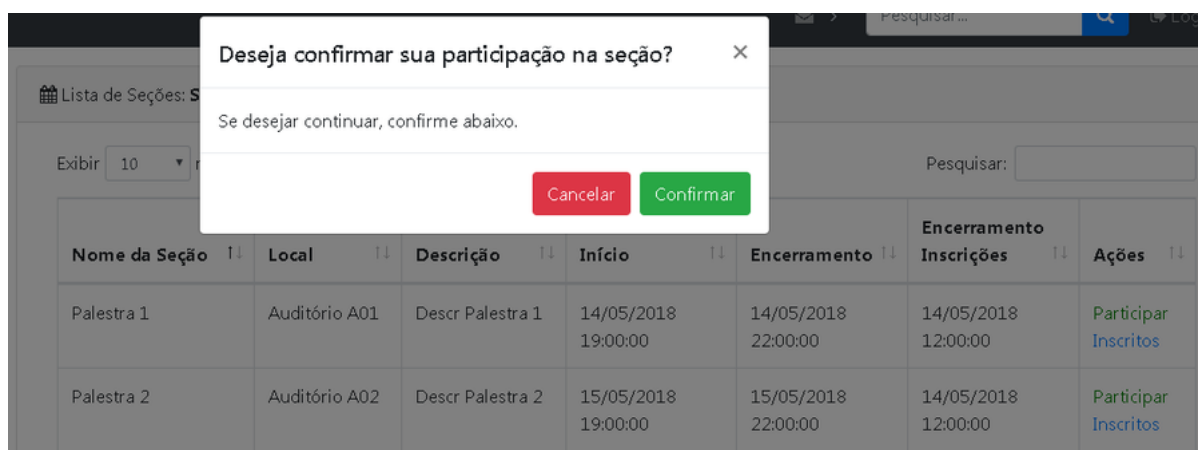 Pesquisar...
Deseja confirmar sua participação na seção? ×
Lista de Seções:
Se desejar continuar, confirme abaixo.
Exibir 10
Pesquisar:
Cancelar Confirmar
Encerramento
Nome da Seção Local Descrição Início Encerramento Inscrições Ações
Palestra 1 Auditório A01 Descr Palestra 1 14/05/2018 14/05/2018 14/05/2018 Participar
19:00:00 22:00:00 12:00:00 Inscritos
Palestra 2 Auditório A02 Descr Palestra 2 15/05/2018 15/05/2018 14/05/2018 Participar
19:00:00 22:00:00 12:00:00 Inscritos